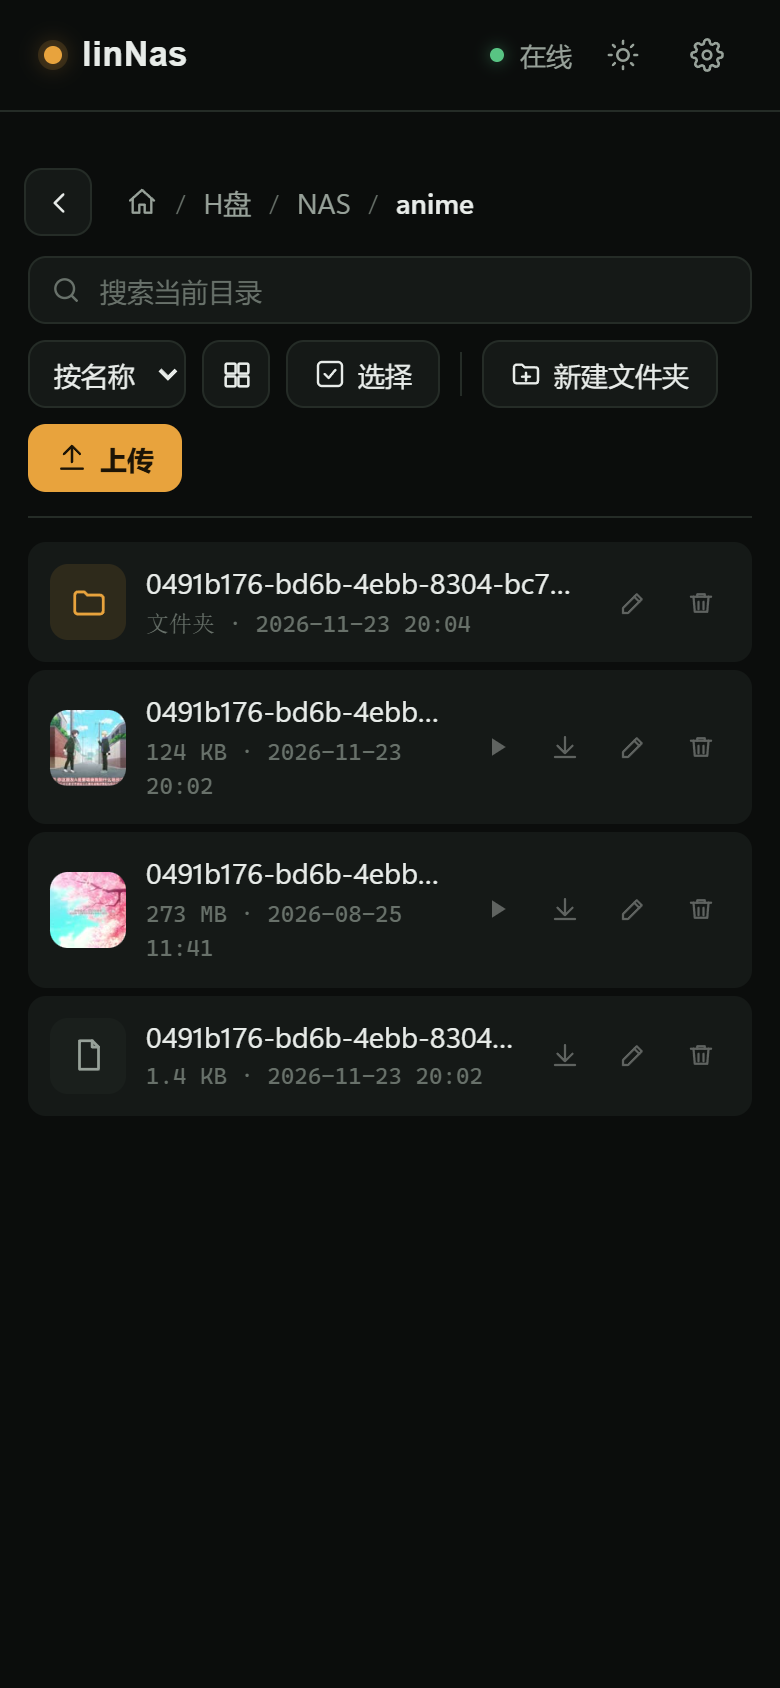 linNas
在线
/ H盘 / NAS / anime
搜索当前目录
按名称
选择
新建文件夹
上传
0491b176-bd6b-4ebb-8304-bc7...
文件夹 · 2026-11-23 20:04
0491b176-bd6b-4ebb...
124 KB · 2026-11-23
20:02
0491b176-bd6b-4ebb...
273 MB · 2026-08-25
11:41
0491b176-bd6b-4ebb-8304...
1.4 KB · 2026-11-23 20:02